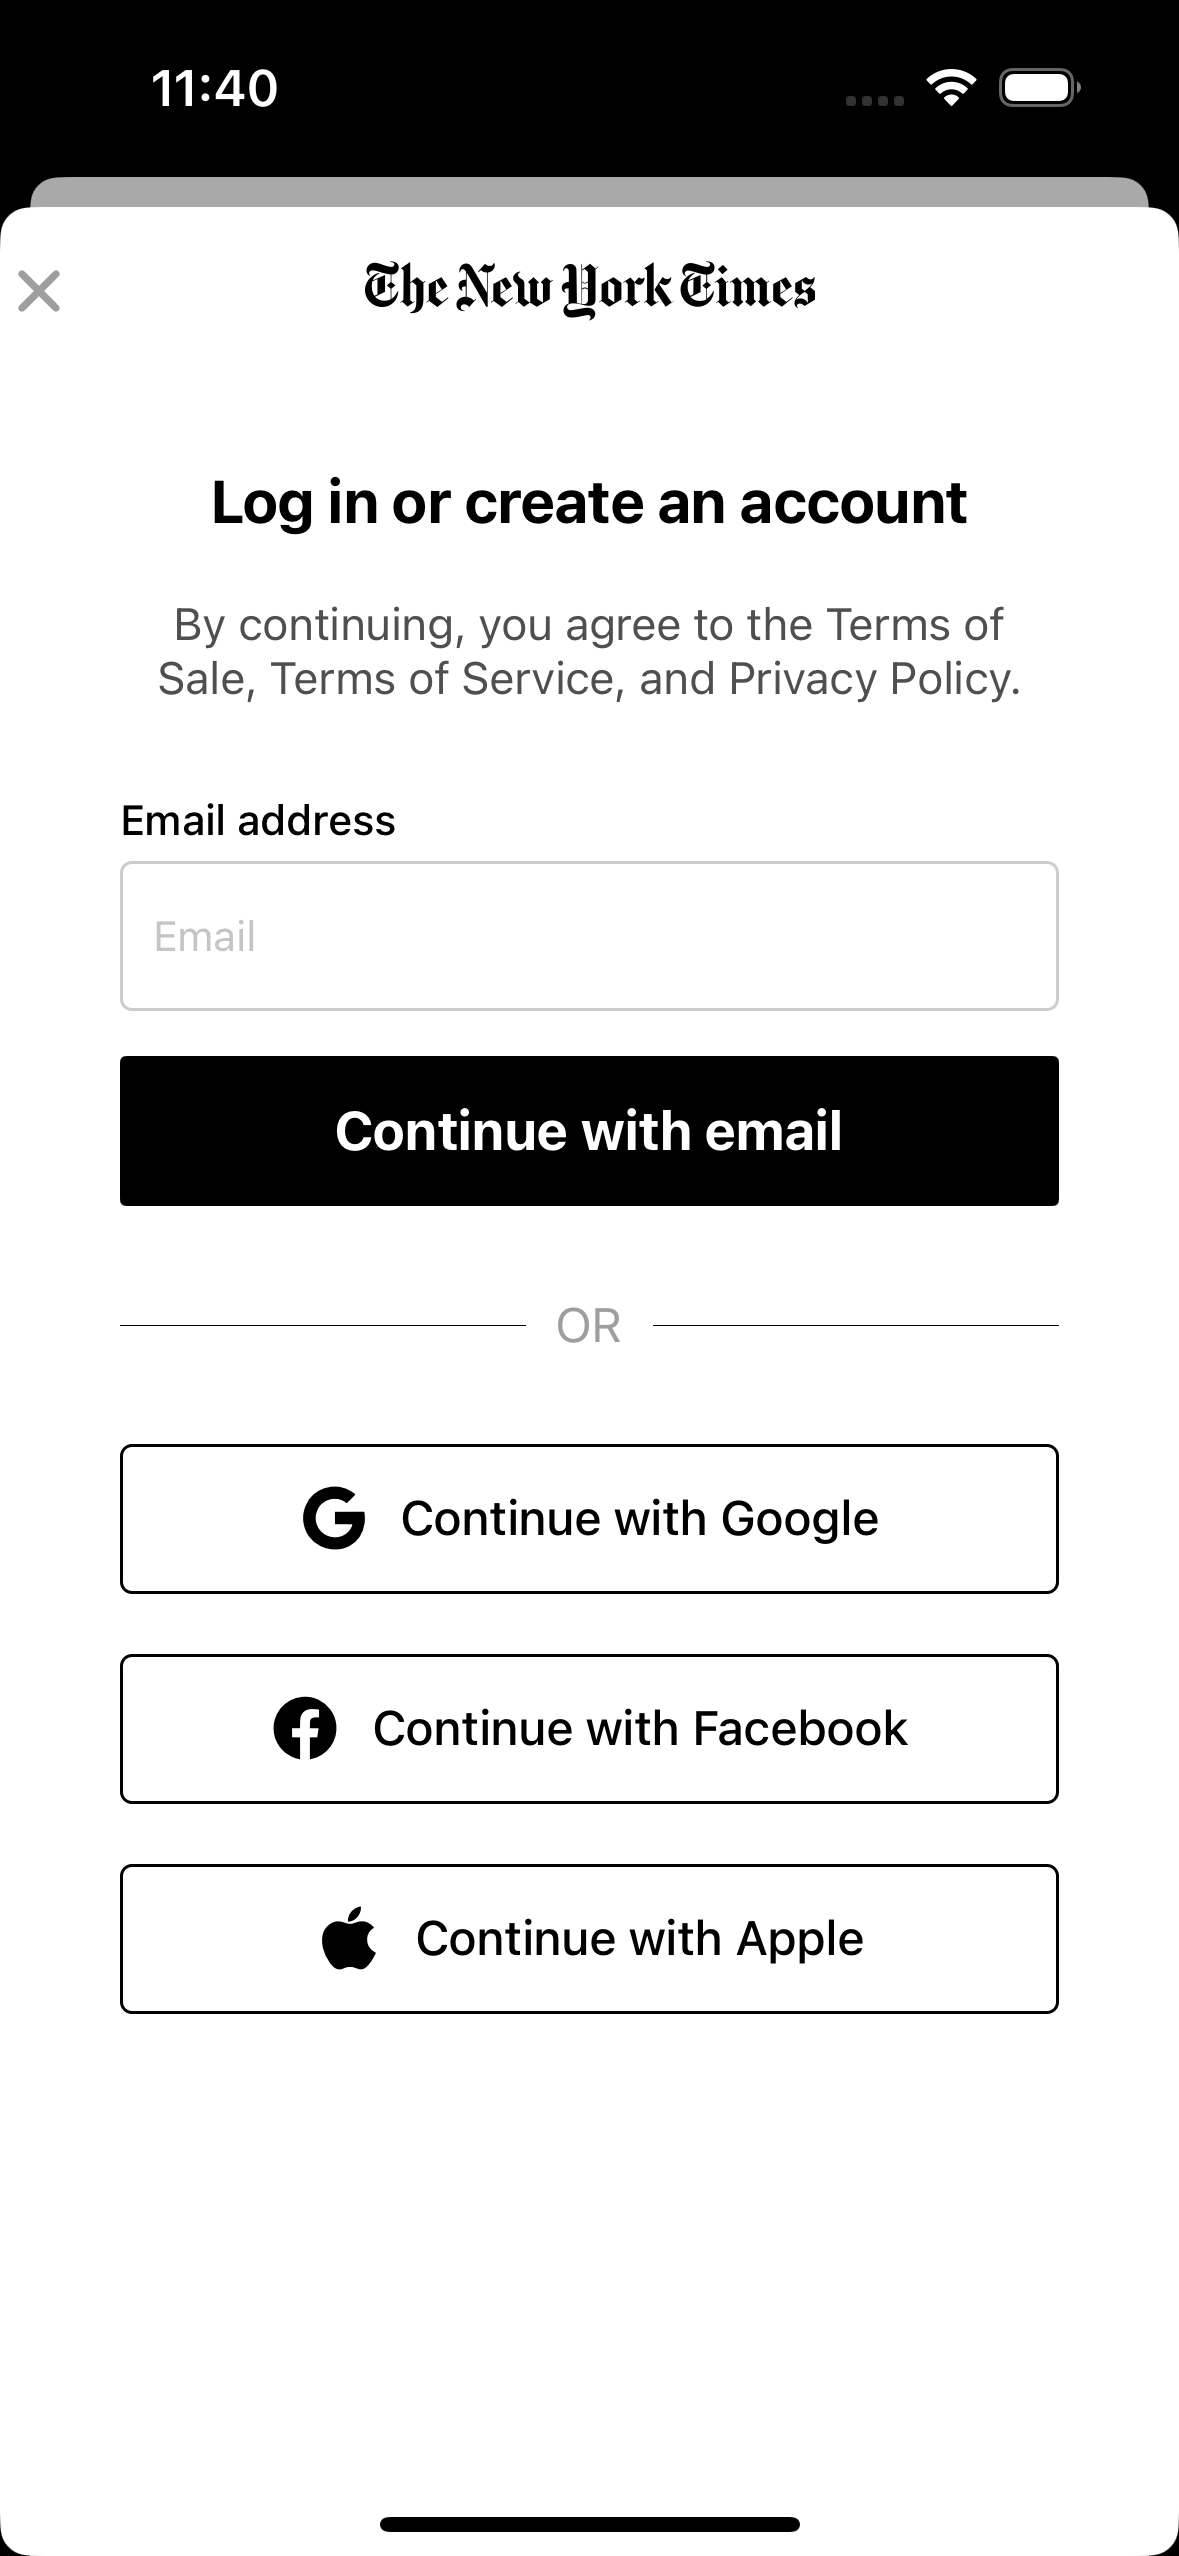 11:40
The New York Times
Log in or create an account
By continuing, you agree to the Terms of
Sale, Terms of Service, and Privacy Policy.
Email address
Email
Continue with email
OR
Continue with Google
Continue with Facebook
Continue with Apple